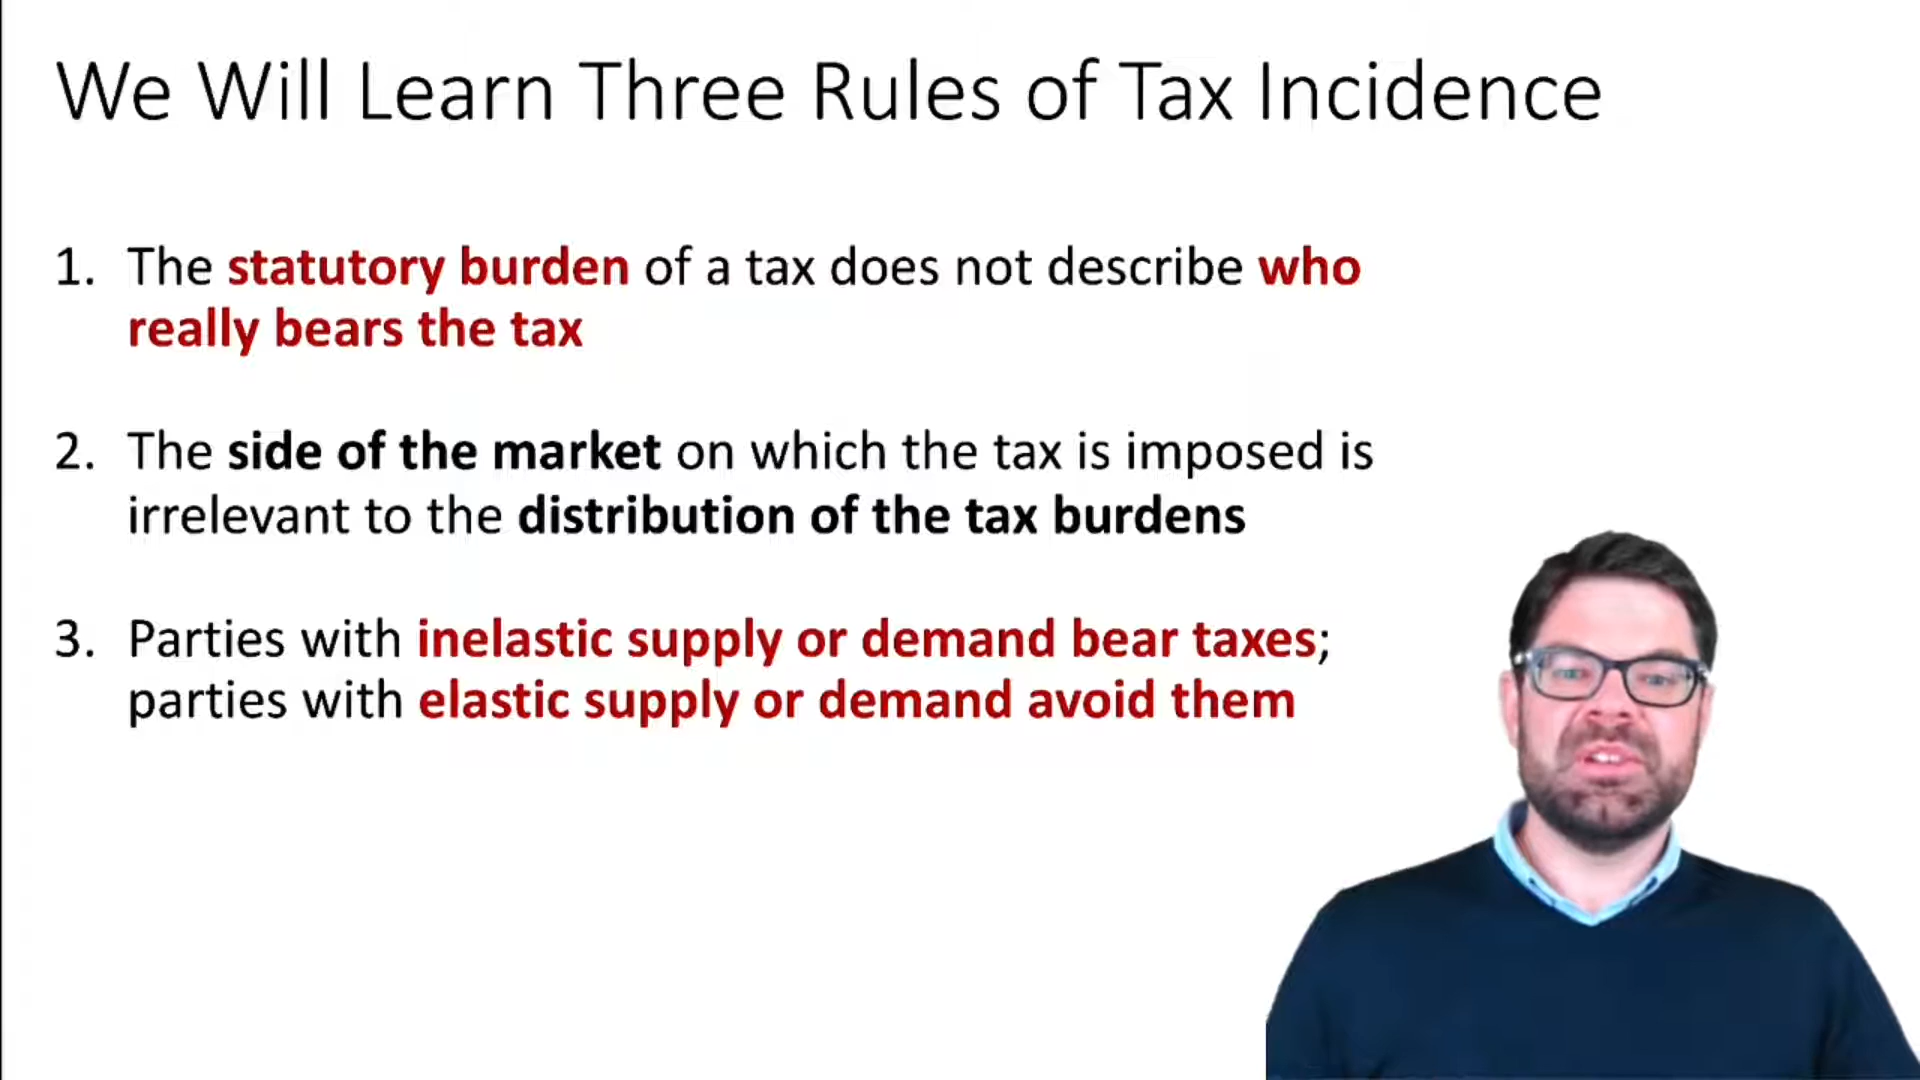 We Will Learn Three Rules of Tax Incidence
1. The statutory burden of a tax does not describe who
really bears the tax
2. The side of the market on which the tax is imposed is
irrelevant to the distribution of the tax burdens
3. Parties with inelastic supply or demand bear taxes;
parties with elastic supply or demand avoid them